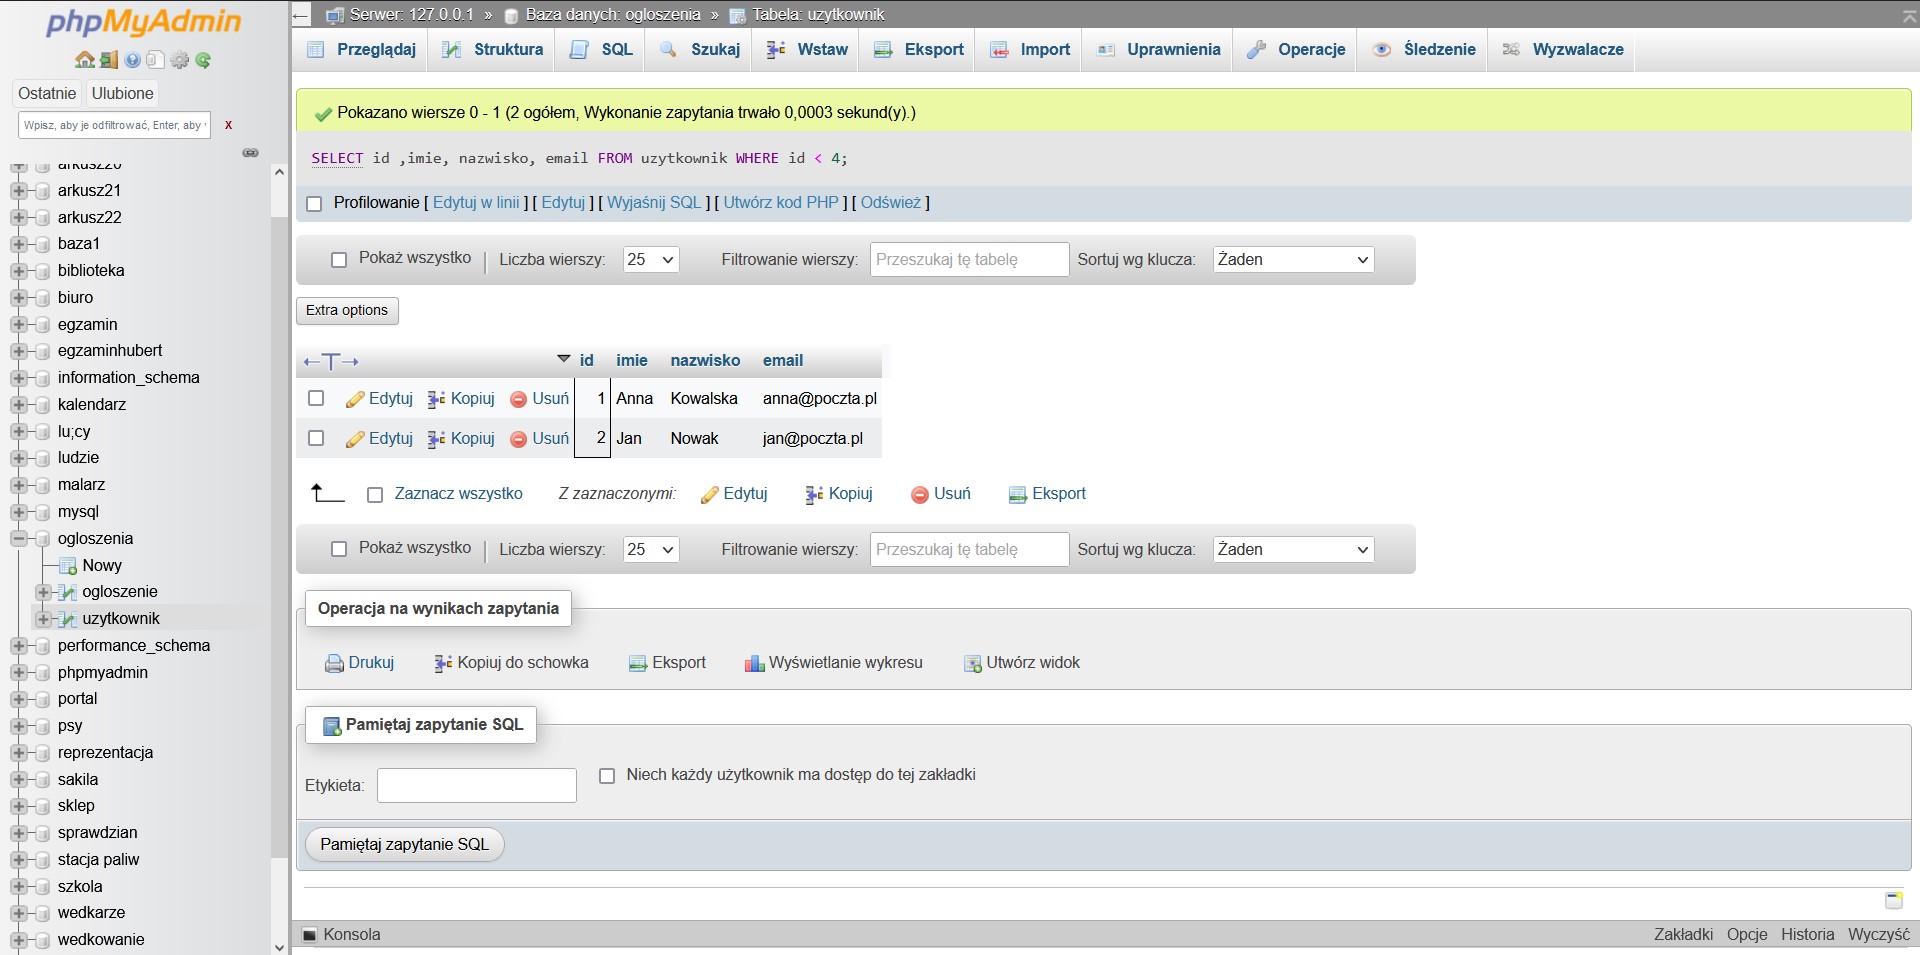 phpMyAdmin
Ostatnie Ulubione
Wpisz, aby je odfiltrować, Enter, aby x
arkusz20
arkusz21
arkusz22
baza1
biblioteka
biuro
egzamin
egzaminhubert
information_schema
kalendarz
lu;cy
ludzie
malarz
mysql
ogloszenia
Nowy
ogloszenie
uzytkownik
performance_schema
phpmyadmin
portal
psy
reprezentacja
sakila
sklep
sprawdzian
stacja paliw
szkola
wedkarze
wedkowanie
Serwer: 127.0.0.1 » Baza danych: ogloszenia » Tabela: uzytkownik
Przeglądaj Struktura SQL Szukaj Wstaw Eksport Import Uprawnienia Operacje Śledzenie Wyzwalacze
Pokazano wiersze 0 - 1 (2 ogółem, Wykonanie zapytania trwało 0,0003 sekund(y).)
SELECT id ,imie, nazwisko, email FROM uzytkownik WHERE id < 4;
Profilowanie [ Edytuj w linii ] [ Edytuj ] [ Wyjaśnij SQL ] [ Utwórz kod PHP ] [ Odśwież ]
Pokaż wszystko | Liczba wierszy: 25 Filtrowanie wierszy: Przeszukaj tę tabelę Sortuj wg klucza: Żaden
Extra options
←T→ id imie nazwisko email
Edytuj Kopiuj Usuń 1 Anna Kowalska anna@poczta.pl
Edytuj Kopiuj Usuń 2 Jan Nowak jan@poczta.pl
Zaznacz wszystko Z zaznaczonymi: Edytuj Kopiuj Usuń Eksport
Pokaż wszystko | Liczba wierszy: 25 Filtrowanie wierszy: Przeszukaj tę tabelę Sortuj wg klucza: Żaden
Operacja na wynikach zapytania
Drukuj Kopiuj do schowka Eksport Wyświetlanie wykresu Utwórz widok
Pamiętaj zapytanie SQL
Etykieta: Niech każdy użytkownik ma dostęp do tej zakładki
Pamiętaj zapytanie SQL
Konsola Zakładki Opcje Historia Wyczyść